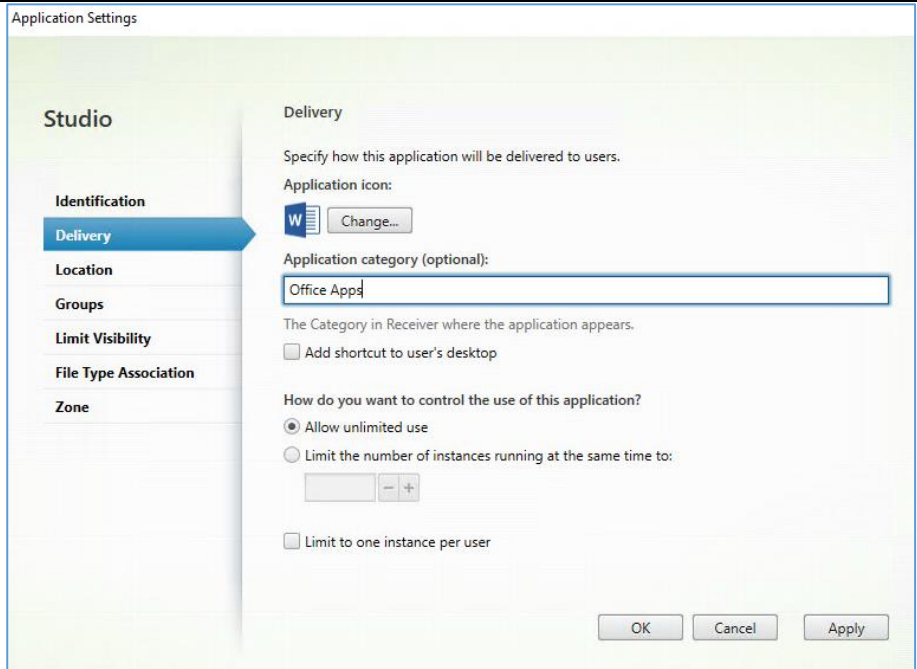 Application Settings
Studio
Identification
Delivery
Location
Groups
Limit Visibility
File Type Association
Zone
Delivery
Specify how this application will be delivered to users.
Application icon:
W
Change...
Application category (optional):
Office Apps
The Category in Receiver where the application appears.
Add shortcut to user's desktop
How do you want to control the use of this application?
Allow unlimited use
Limit the number of instances running at the same time to:
− +
Limit to one instance per user
OK Cancel Apply